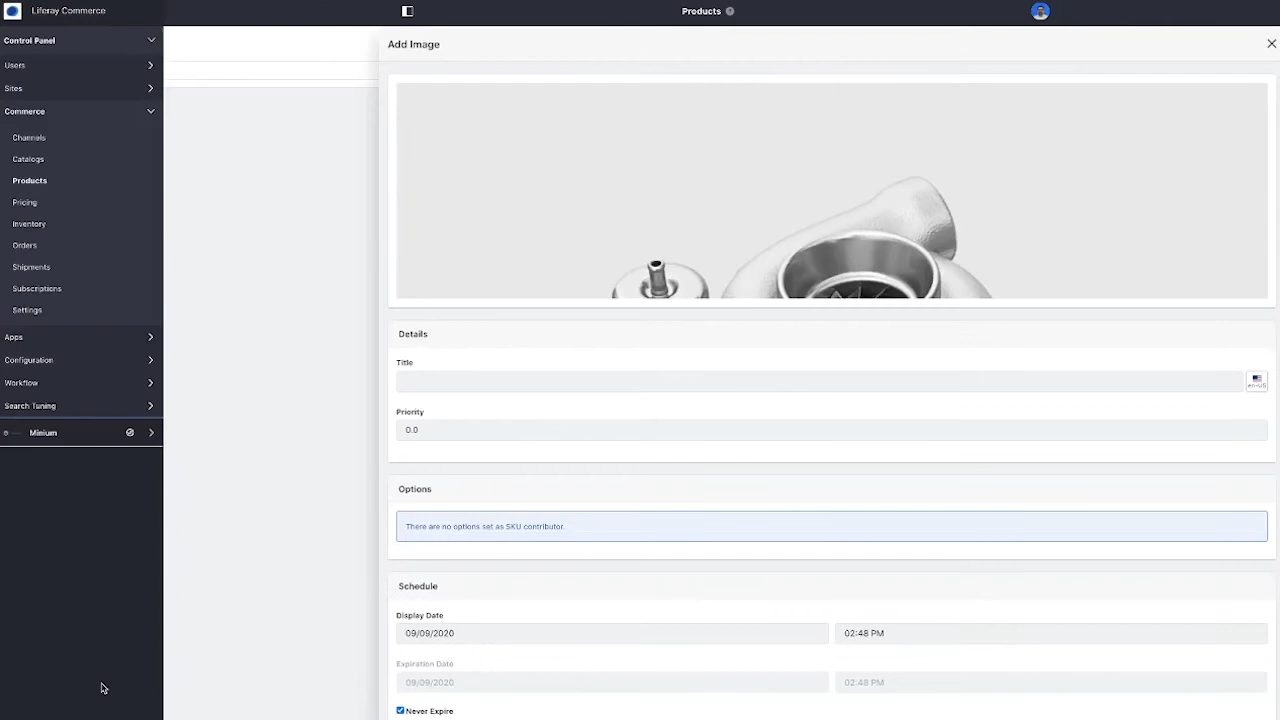 Liferay Commerce
Products
Control Panel
Users
Sites
Commerce
Channels
Catalogs
Products
Pricing
Inventory
Orders
Shipments
Subscriptions
Settings
Apps
Configuration
Workflow
Search Tuning
Minium
Add Image
Details
Title
en-US
Priority
0.0
Options
There are no options set as SKU contributor.
Schedule
Display Date
09/09/2020 02:48 PM
Expiration Date
09/09/2020 02:48 PM
Never Expire